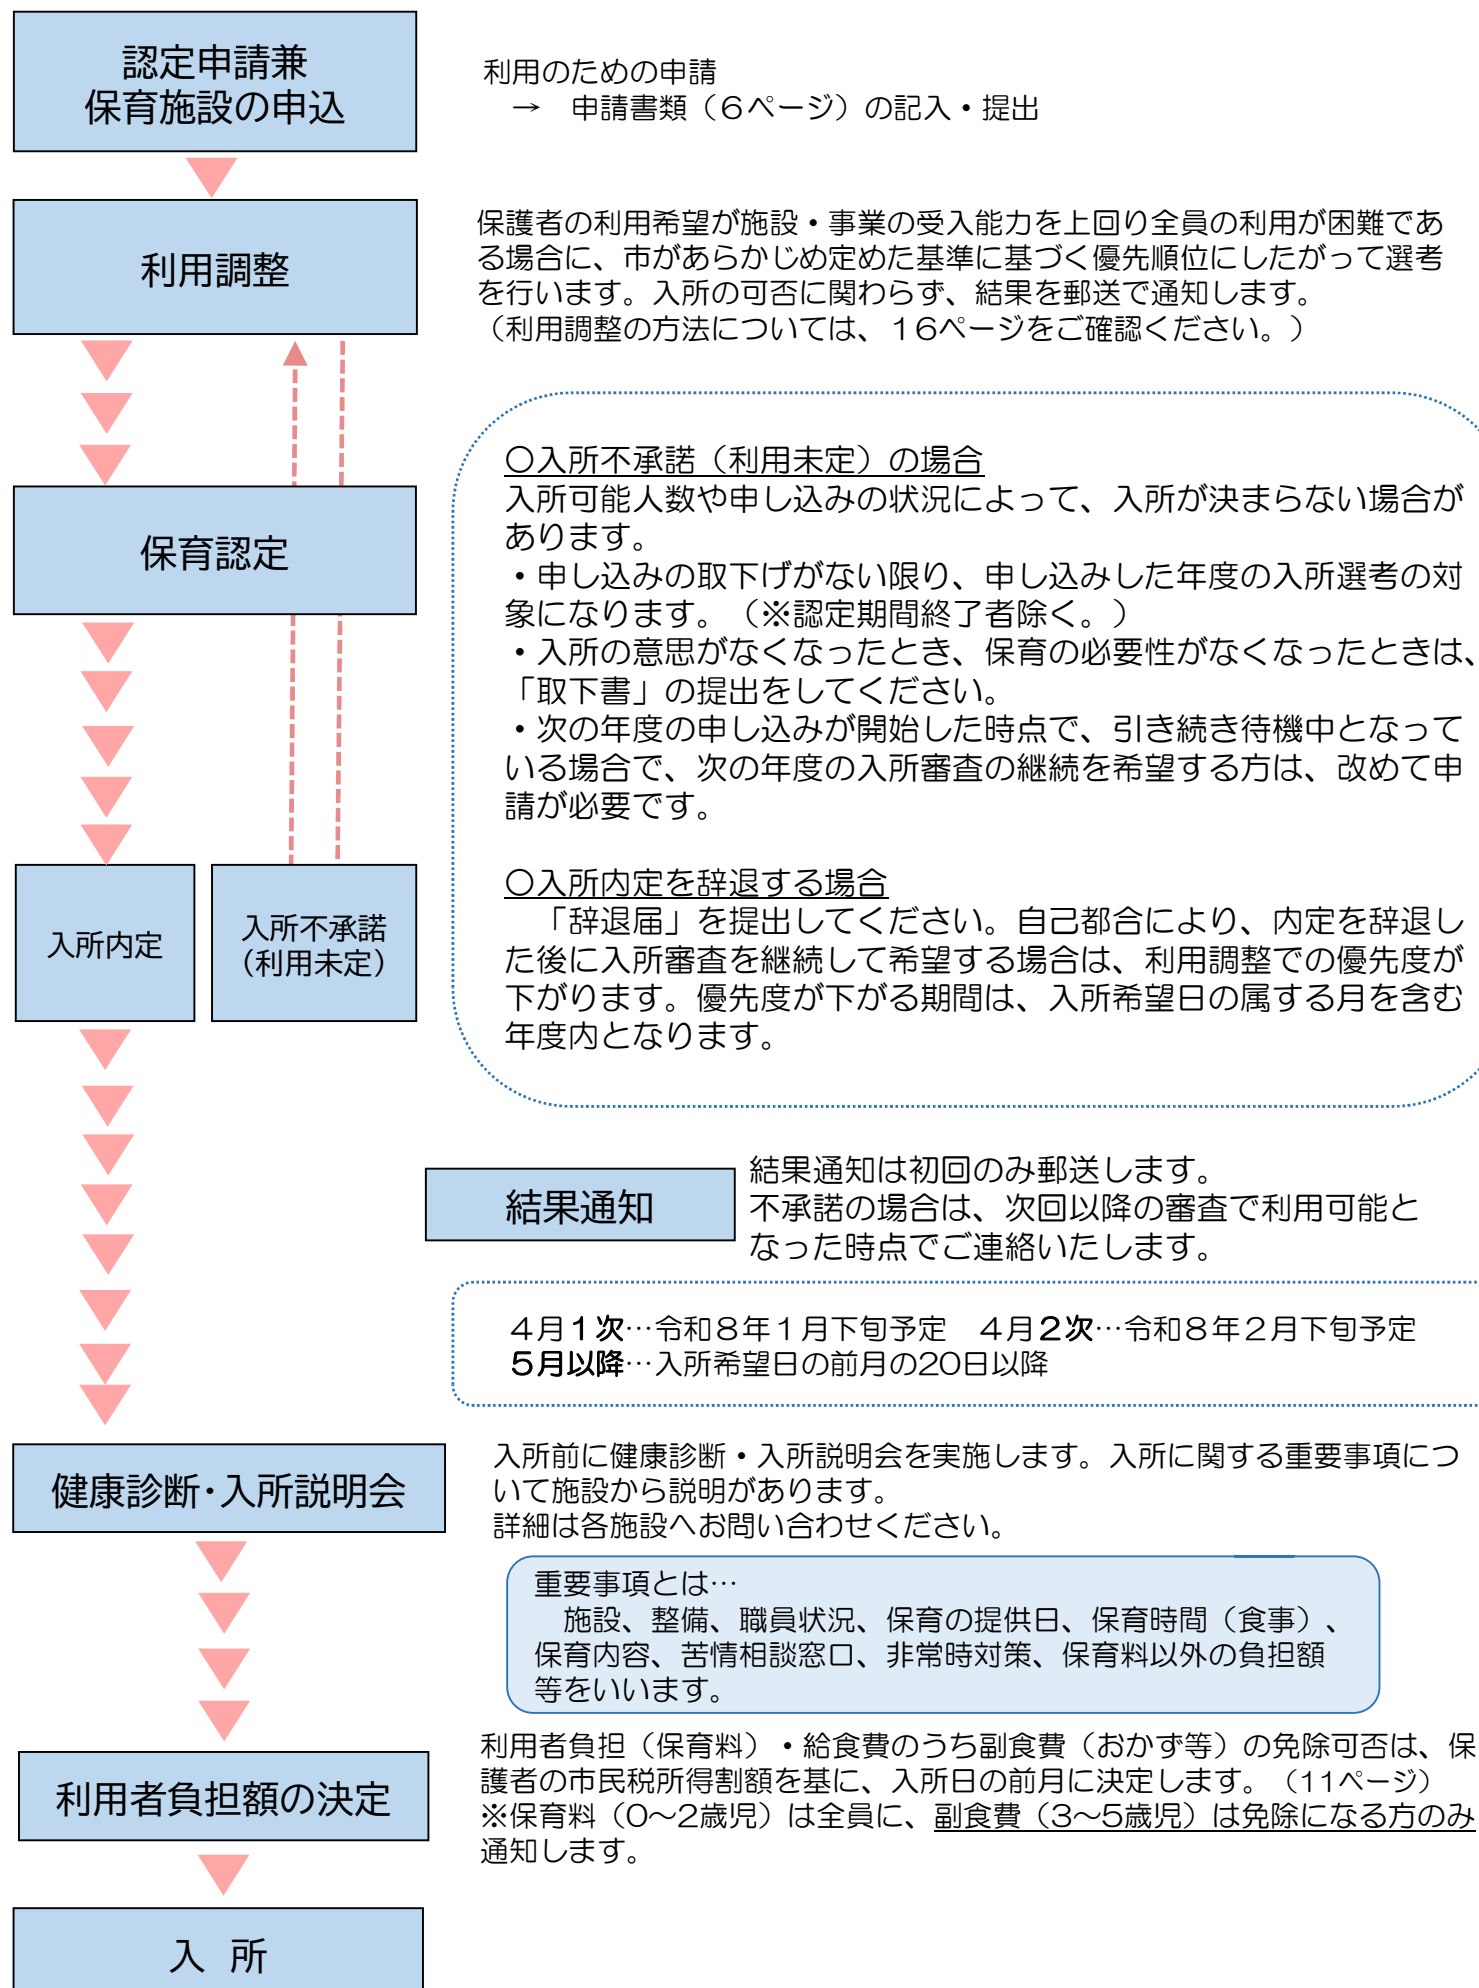 認定申請兼
保育施設の申込
利用のための申請
→　申請書類（６ページ）の記入・提出
利用調整
保護者の利用希望が施設・事業の受入能力を上回り全員の利用が困難であ
る場合に、市があらかじめ定めた基準に基づく優先順位にしたがって選考
を行います。入所の可否に関わらず、結果を郵送で通知します。
（利用調整の方法については、16ページをご確認ください。）
保育認定
〇入所不承諾（利用未定）の場合
入所可能人数や申し込みの状況によって、入所が決まらない場合が
あります。
・申し込みの取下げがない限り、申し込みした年度の入所選考の対
象になります。（※認定期間終了者除く。）
・入所の意思がなくなったとき、保育の必要性がなくなったときは、
「取下書」の提出をしてください。
・次の年度の申し込みが開始した時点で、引き続き待機中となって
いる場合で、次の年度の入所審査の継続を希望する方は、改めて申
請が必要です。
〇入所内定を辞退する場合
「辞退届」を提出してください。自己都合により、内定を辞退し
た後に入所審査を継続して希望する場合は、利用調整での優先度が
下がります。優先度が下がる期間は、入所希望日の属する月を含む
年度内となります。
入所内定
入所不承諾
（利用未定）
結果通知
結果通知は初回のみ郵送します。
不承諾の場合は、次回以降の審査で利用可能と
なった時点でご連絡いたします。
４月１次…令和８年１月下旬予定　４月２次…令和８年２月下旬予定
５月以降…入所希望日の前月の20日以降
健康診断・入所説明会
入所前に健康診断・入所説明会を実施します。入所に関する重要事項につ
いて施設から説明があります。
詳細は各施設へお問い合わせください。
重要事項とは…
施設、整備、職員状況、保育の提供日、保育時間（食事）、
保育内容、苦情相談窓口、非常時対策、保育料以外の負担額
等をいいます。
利用者負担額の決定
利用者負担（保育料）・給食費のうち副食費（おかず等）の免除可否は、保
護者の市民税所得割額を基に、入所日の前月に決定します。（11ページ）
※保育料（0～2歳児）は全員に、副食費（3～5歳児）は免除になる方のみ
通知します。
入 所